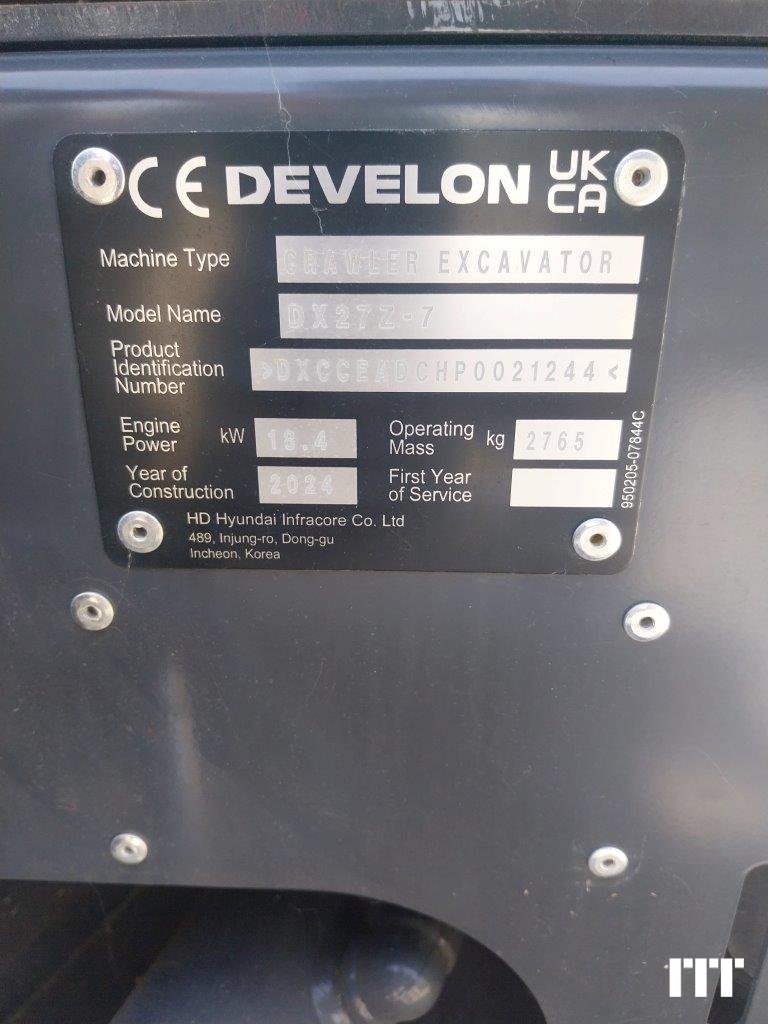 CE DEVELON UK
CA
Machine Type CRAWLER EXCAVATOR
Model Name DX27Z-7
Product
Identification
Number >DXCCEADCHP0021244<
Engine
Power kW 18.4 Operating
Mass kg 2765
Year of
Construction 2024 First Year
of Service
950205-07844C
HD Hyundai Infracore Co. Ltd
489, Injung-ro, Dong-gu
Incheon, Korea
ITT